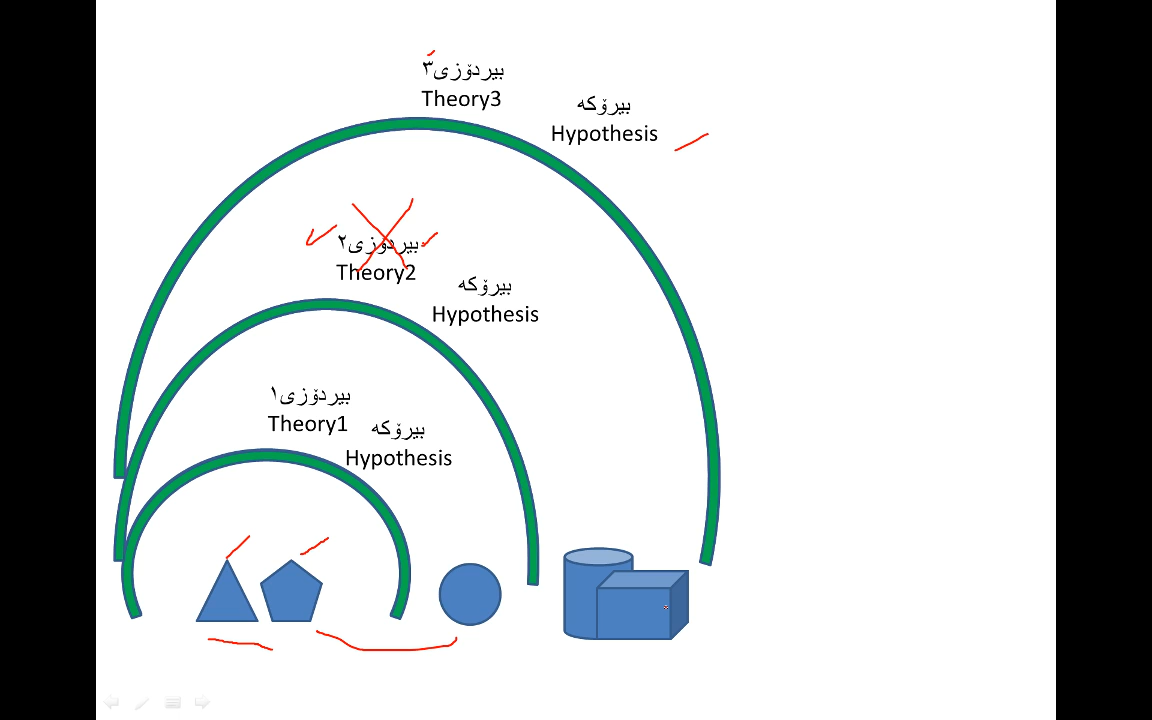 بیردۆزی٣
Theory3
بیرۆکە
Hypothesis
بیردۆزی٢
Theory2
بیرۆکە
Hypothesis
بیردۆزی١
Theory1
بیرۆکە
Hypothesis